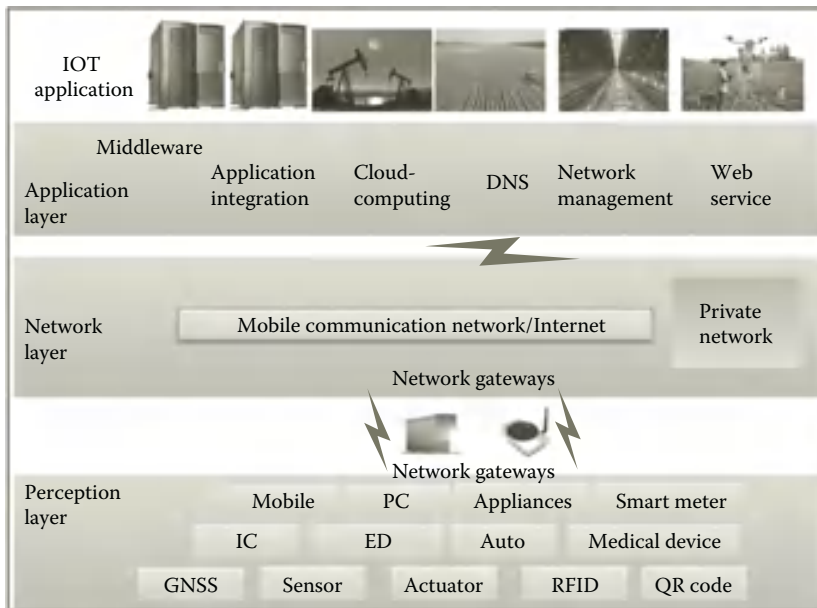 IOT
application
Middleware
Application
layer
Application
integration
Cloud-
computing
DNS
Network
management
Web
service
Network
layer
Mobile communication network/Internet
Private
network
Network gateways
Network gateways
Perception
layer
Mobile PC Appliances Smart meter
IC ED Auto Medical device
GNSS Sensor Actuator RFID QR code